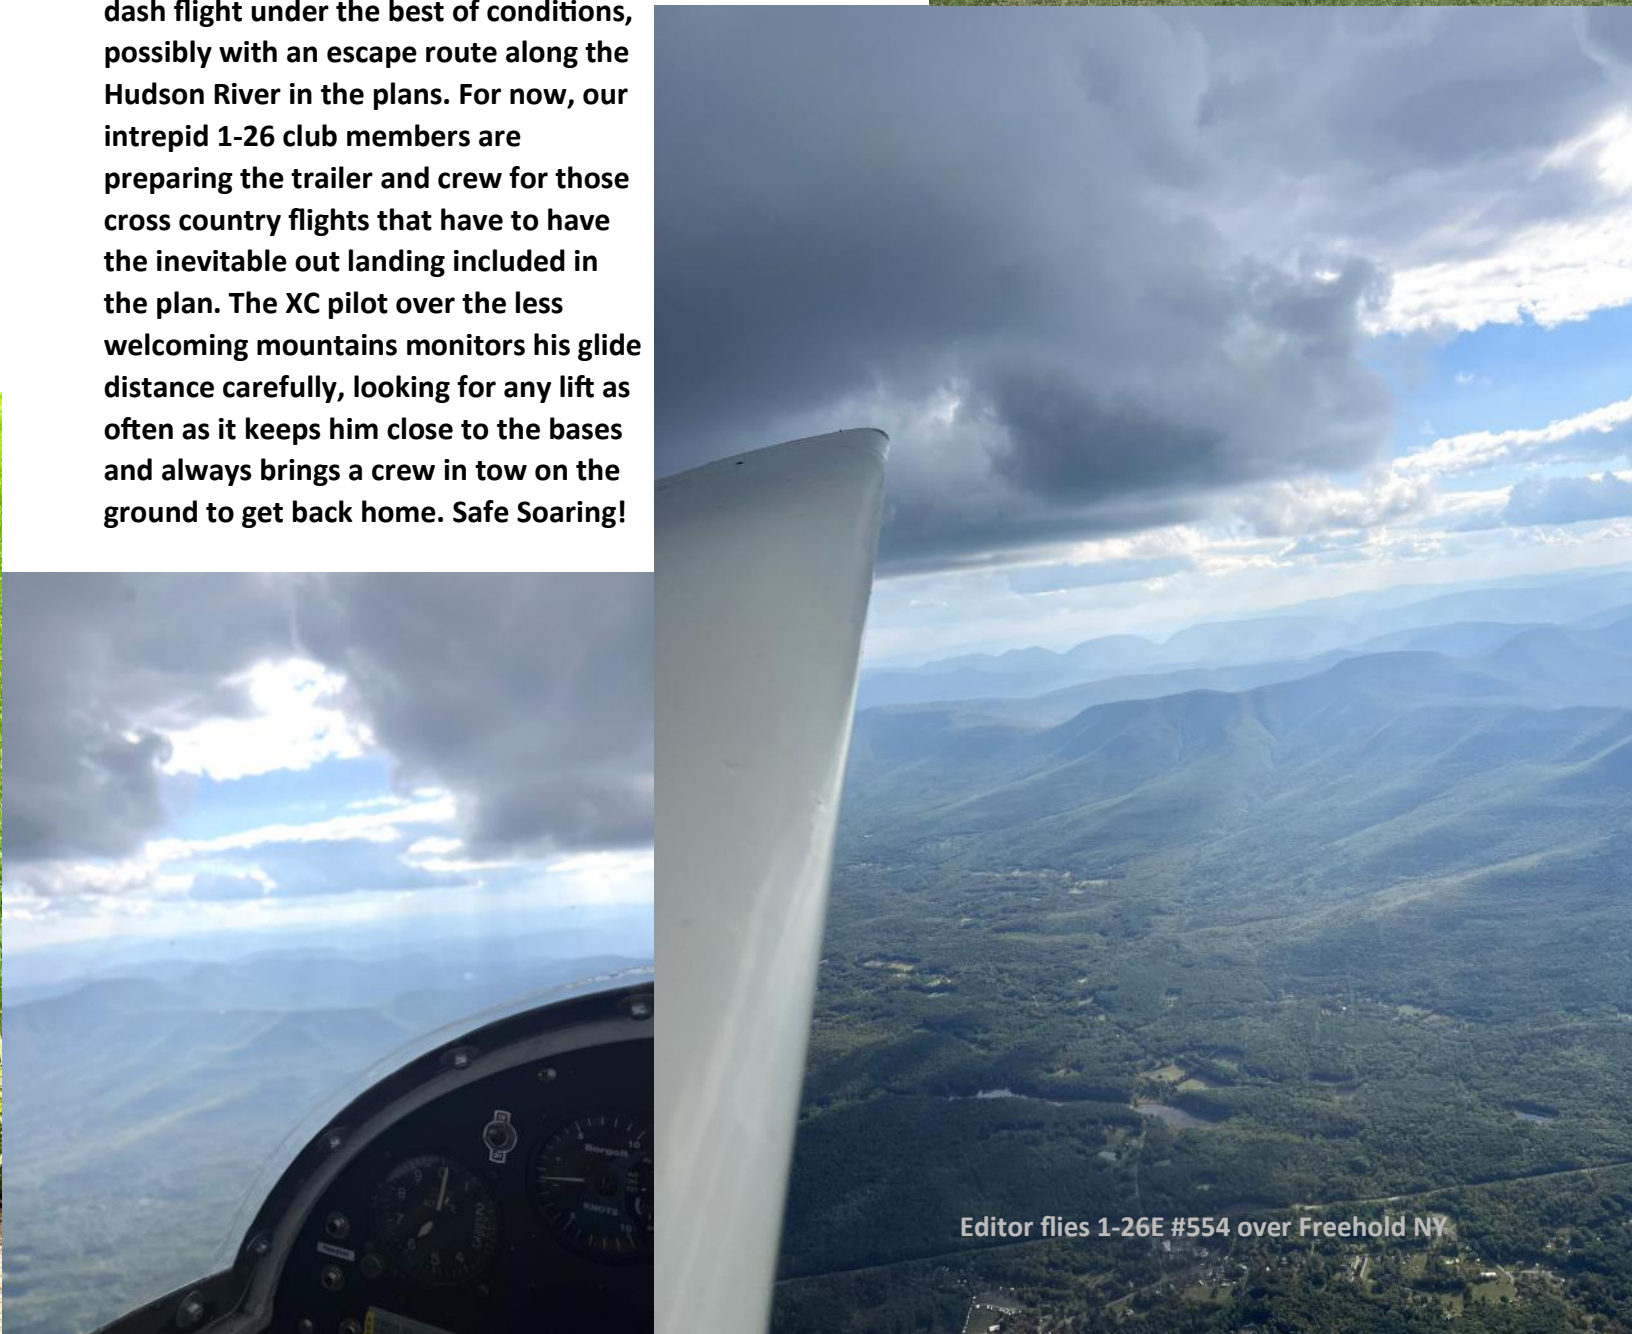 dash flight under the best of conditions,
possibly with an escape route along the
Hudson River in the plans. For now, our
intrepid 1-26 club members are
preparing the trailer and crew for those
cross country flights that have to have
the inevitable out landing included in
the plan. The XC pilot over the less
welcoming mountains monitors his glide
distance carefully, looking for any lift as
often as it keeps him close to the bases
and always brings a crew in tow on the
ground to get back home. Safe Soaring!
Borgelt
10
KNOTS
10
Editor flies 1-26E #554 over Freehold NY